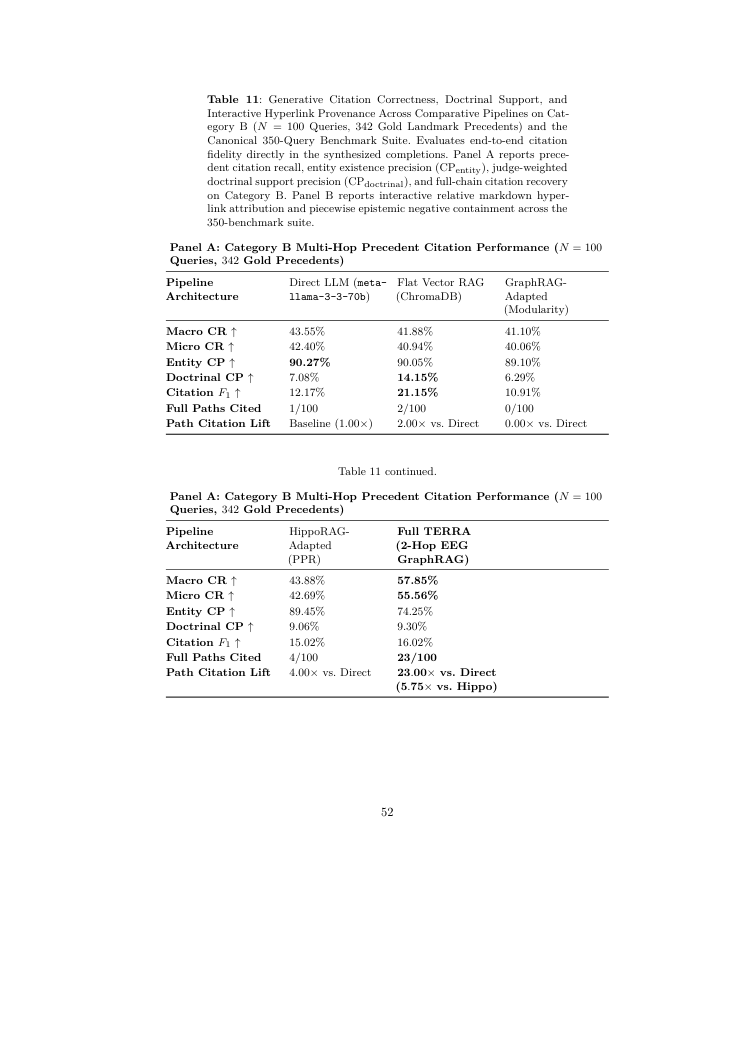 Table 11: Generative Citation Correctness, Doctrinal Support, and
Interactive Hyperlink Provenance Across Comparative Pipelines on Cat-
egory B (N = 100 Queries, 342 Gold Landmark Precedents) and the
Canonical 350-Query Benchmark Suite. Evaluates end-to-end citation
fidelity directly in the synthesized completions. Panel A reports prece-
dent citation recall, entity existence precision (CPentity), judge-weighted
doctrinal support precision (CPdoctrinal), and full-chain citation recovery
on Category B. Panel B reports interactive relative markdown hyper-
link attribution and piecewise epistemic negative containment across the
350-benchmark suite.
Panel A: Category B Multi-Hop Precedent Citation Performance (N = 100
Queries, 342 Gold Precedents)
Pipeline Direct LLM (meta- Flat Vector RAG GraphRAG-
Architecture llama-3-3-70b) (ChromaDB) Adapted
(Modularity)
Macro CR ↑ 43.55% 41.88% 41.10%
Micro CR ↑ 42.40% 40.94% 40.06%
Entity CP ↑ 90.27% 90.05% 89.10%
Doctrinal CP ↑ 7.08% 14.15% 6.29%
Citation F1 ↑ 12.17% 21.15% 10.91%
Full Paths Cited 1/100 2/100 0/100
Path Citation Lift Baseline (1.00×) 2.00× vs. Direct 0.00× vs. Direct
Table 11 continued.
Panel A: Category B Multi-Hop Precedent Citation Performance (N = 100
Queries, 342 Gold Precedents)
Pipeline HippoRAG- Full TERRA
Architecture Adapted (2-Hop EEG
(PPR) GraphRAG)
Macro CR ↑ 43.88% 57.85%
Micro CR ↑ 42.69% 55.56%
Entity CP ↑ 89.45% 74.25%
Doctrinal CP ↑ 9.06% 9.30%
Citation F1 ↑ 15.02% 16.02%
Full Paths Cited 4/100 23/100
Path Citation Lift 4.00× vs. Direct 23.00× vs. Direct
(5.75× vs. Hippo)
52